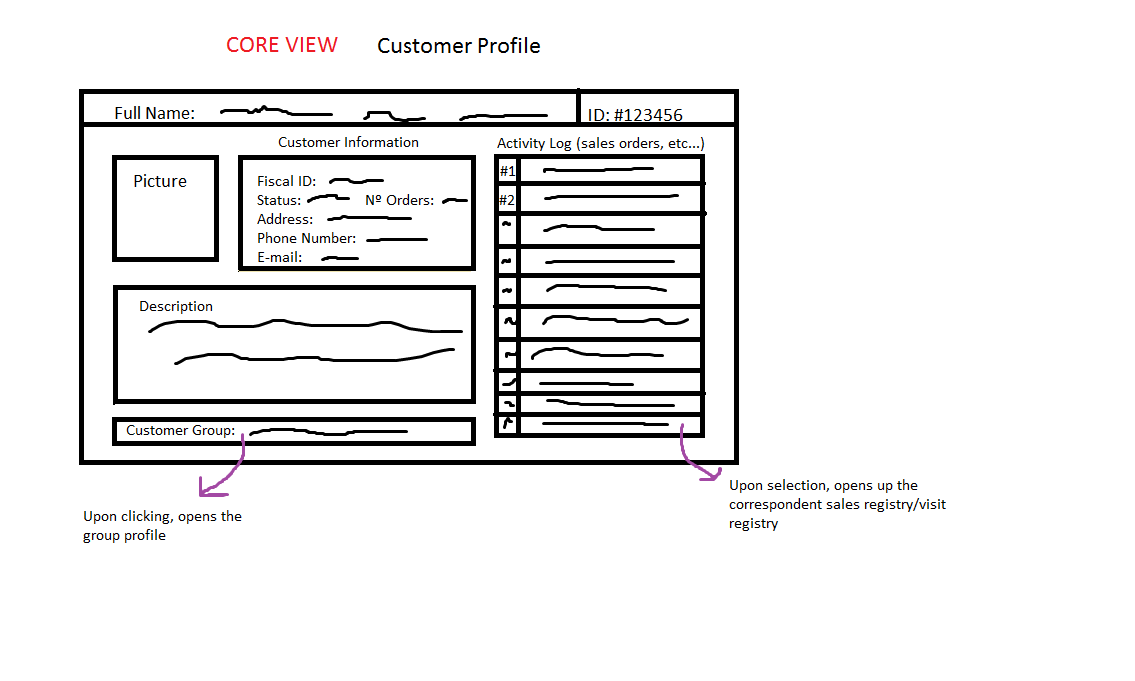 CORE VIEW Customer Profile
Full Name:
ID: #123456
Customer Information
Picture
Fiscal ID:
Status: Nº Orders:
Address:
Phone Number:
E-mail:
Description
Customer Group:
Activity Log (sales orders, etc...)
#1
#2
Upon clicking, opens the
group profile
Upon selection, opens up the
correspondent sales registry/visit
registry